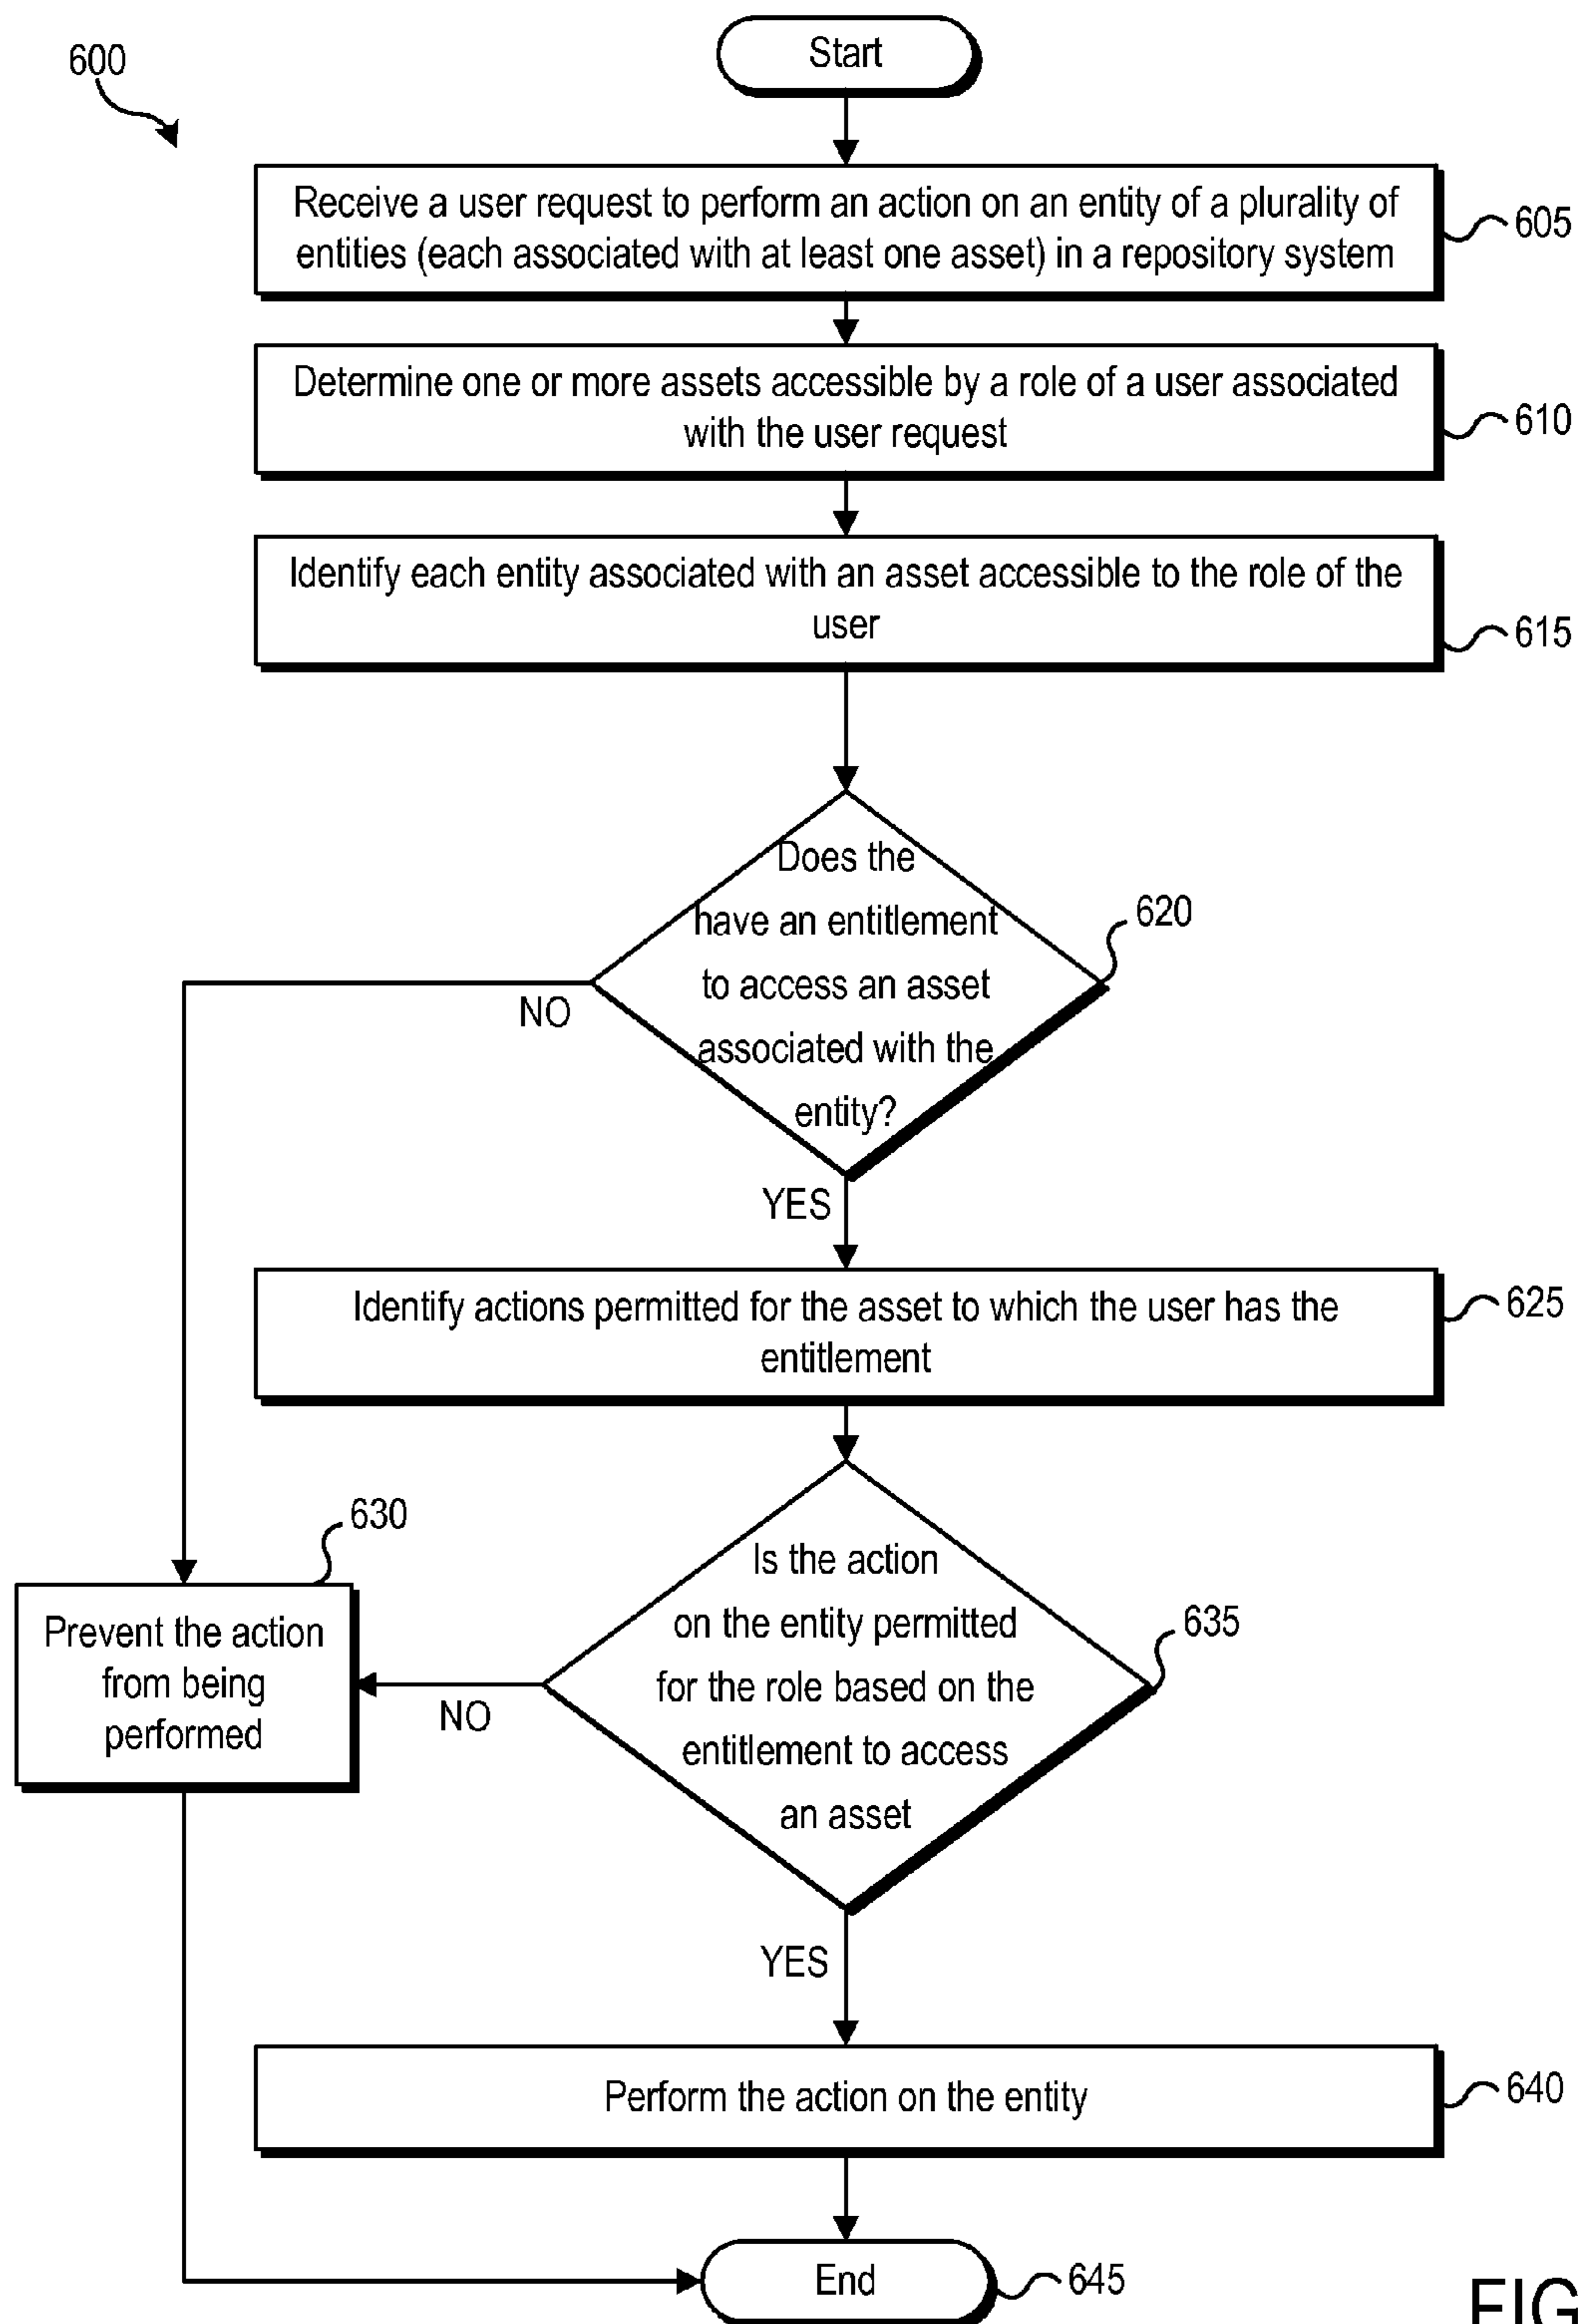 Start
600
Receive a user request to perform an action on an entity of a plurality of
entities (each associated with at least one asset) in a repository system
605
Determine one or more assets accessible by a role of a user associated
with the user request
610
Identify each entity associated with an asset accessible to the role of the
user
615
Does the
have an entitlement
to access an asset
associated with the
entity?
620
NO
YES
Identify actions permitted for the asset to which the user has the
entitlement
625
630
Prevent the action
from being
performed
Is the action
on the entity permitted
for the role based on the
entitlement to access
an asset
635
NO
YES
Perform the action on the entity
640
End
645
FIG